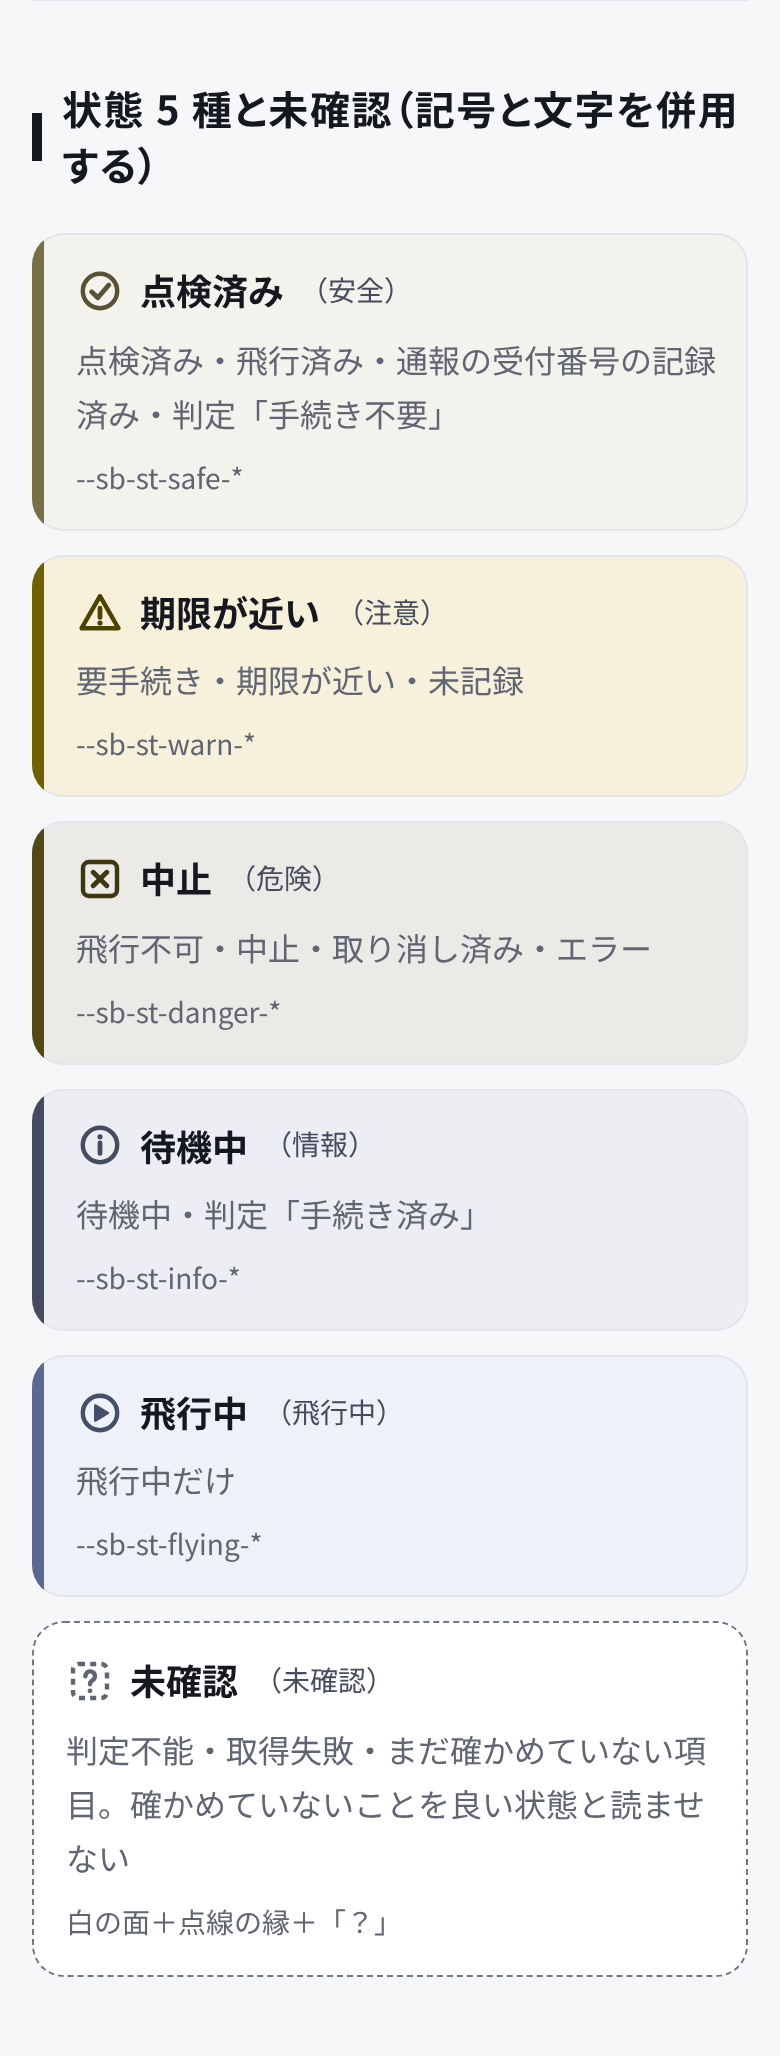 状態 5 種と未確認（記号と文字を併用
する）
点検済み （安全）
点検済み・飛行済み・通報の受付番号の記録
済み・判定「手続き不要」
--sb-st-safe-*
期限が近い （注意）
要手続き・期限が近い・未記録
--sb-st-warn-*
中止 （危険）
飛行不可・中止・取り消し済み・エラー
--sb-st-danger-*
待機中 （情報）
待機中・判定「手続き済み」
--sb-st-info-*
飛行中 （飛行中）
飛行中だけ
--sb-st-flying-*
未確認 （未確認）
判定不能・取得失敗・まだ確かめていない項
目。確かめていないことを良い状態と読ませ
ない
白の面＋点線の縁＋「？」